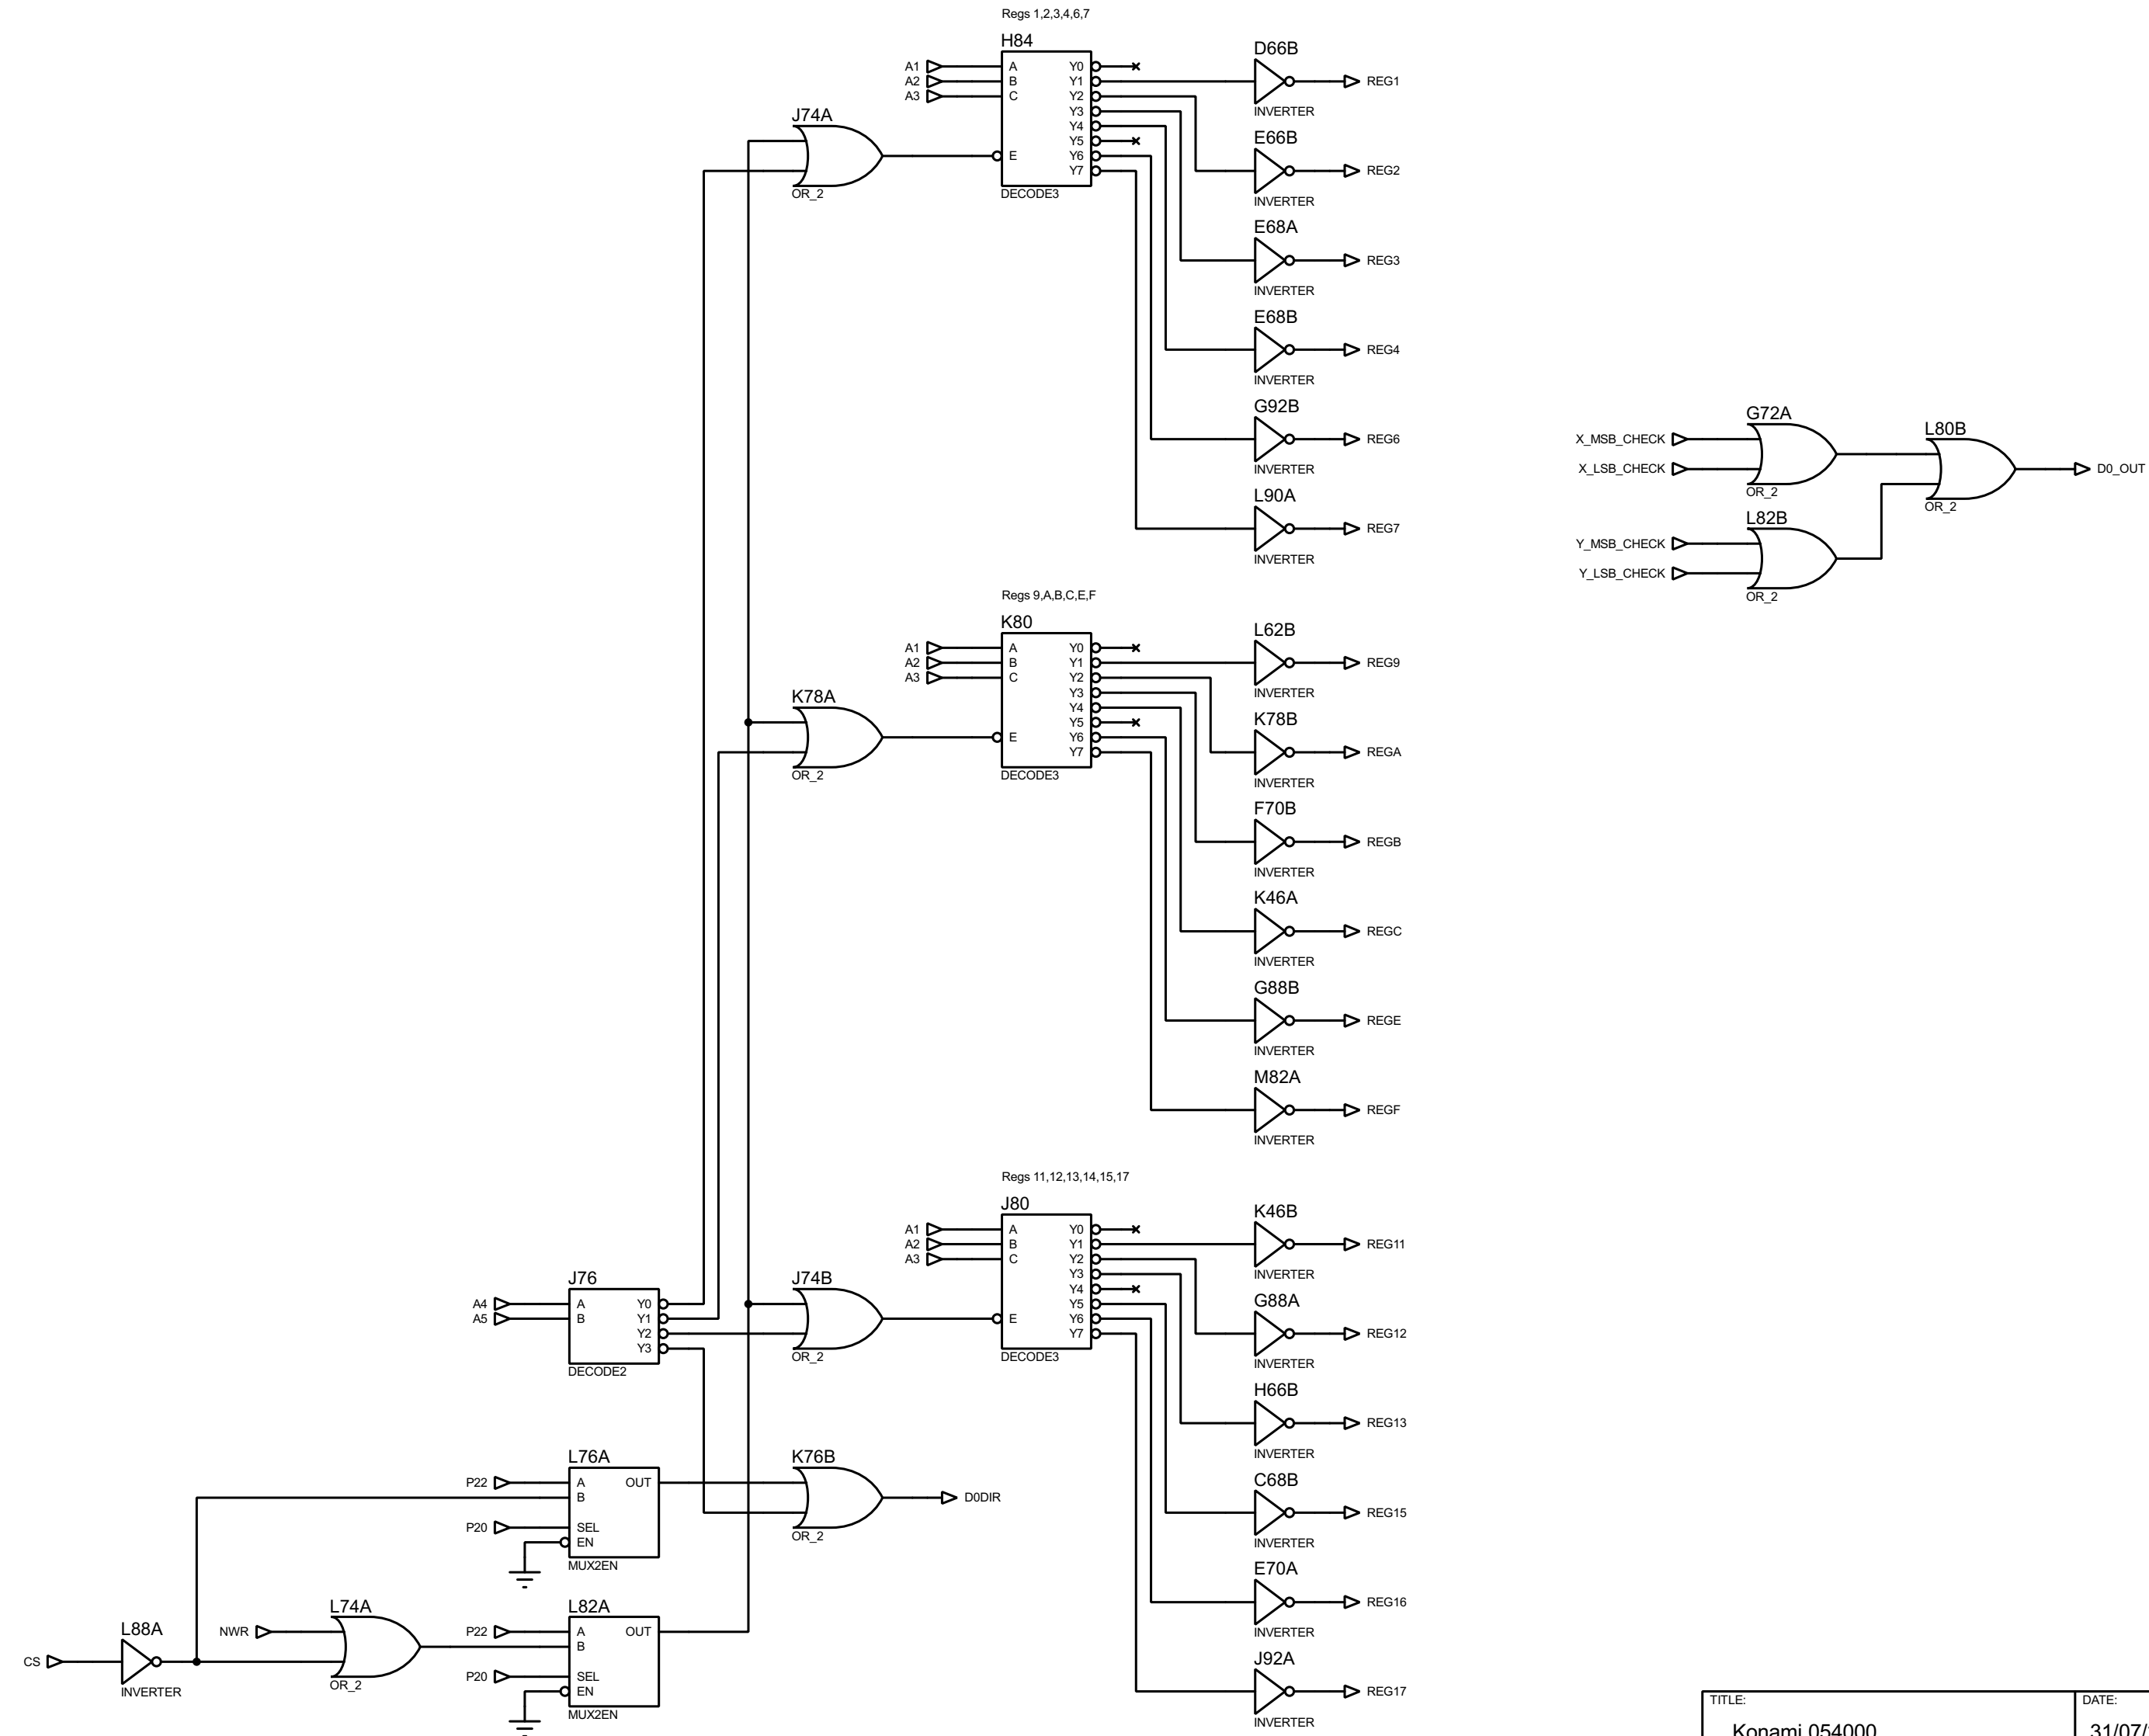 Regs 1,2,3,4,6,7
H84
A1
A2
A3
A
B
C
E
Y0
Y1
Y2
Y3
Y4
Y5
Y6
Y7
DECODE3
J74A
OR_2
D66B
INVERTER
REG1
E66B
INVERTER
REG2
E68A
INVERTER
REG3
E68B
INVERTER
REG4
G92B
INVERTER
REG6
L90A
INVERTER
REG7
X_MSB_CHECK
X_LSB_CHECK
G72A
OR_2
Y_MSB_CHECK
Y_LSB_CHECK
L82B
OR_2
L80B
OR_2
D0_OUT
Regs 9,A,B,C,E,F
K80
A1
A2
A3
A
B
C
E
Y0
Y1
Y2
Y3
Y4
Y5
Y6
Y7
DECODE3
K78A
OR_2
L62B
INVERTER
REG9
K78B
INVERTER
REGA
F70B
INVERTER
REGB
K46A
INVERTER
REGC
G88B
INVERTER
REGE
M82A
INVERTER
REGF
Regs 11,12,13,14,15,17
J80
A1
A2
A3
A
B
C
E
Y0
Y1
Y2
Y3
Y4
Y5
Y6
Y7
DECODE3
J74B
OR_2
J76
A4
A5
A
B
Y0
Y1
Y2
Y3
DECODE2
K46B
INVERTER
REG11
G88A
INVERTER
REG12
H66B
INVERTER
REG13
C68B
INVERTER
REG15
E70A
INVERTER
REG16
J92A
INVERTER
REG17
L76A
P22
P20
A
B
SEL
EN
OUT
MUX2EN
K76B
OR_2
D0DIR
CS
L88A
INVERTER
NWR
L74A
OR_2
L82A
P22
P20
A
B
SEL
EN
OUT
MUX2EN
TITLE:
Konami 054000
DATE:
31/07/